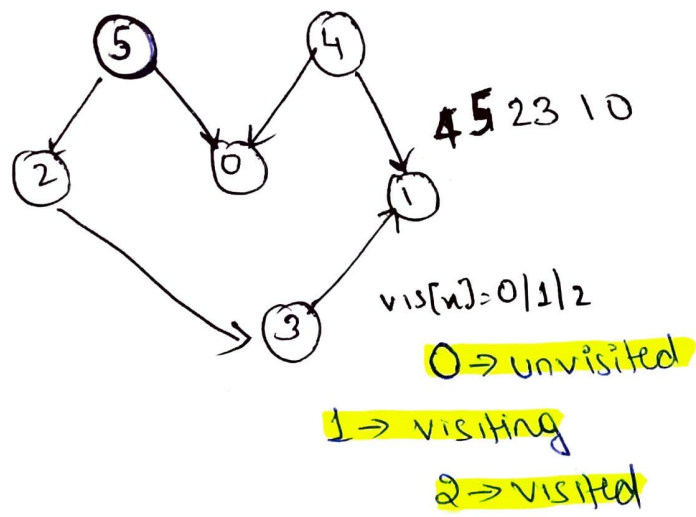 5 4
4 5 2 3 1 0
2 0 1
3
vis[n]=0|1|2
0→unvisited
1→visiting
2→visited